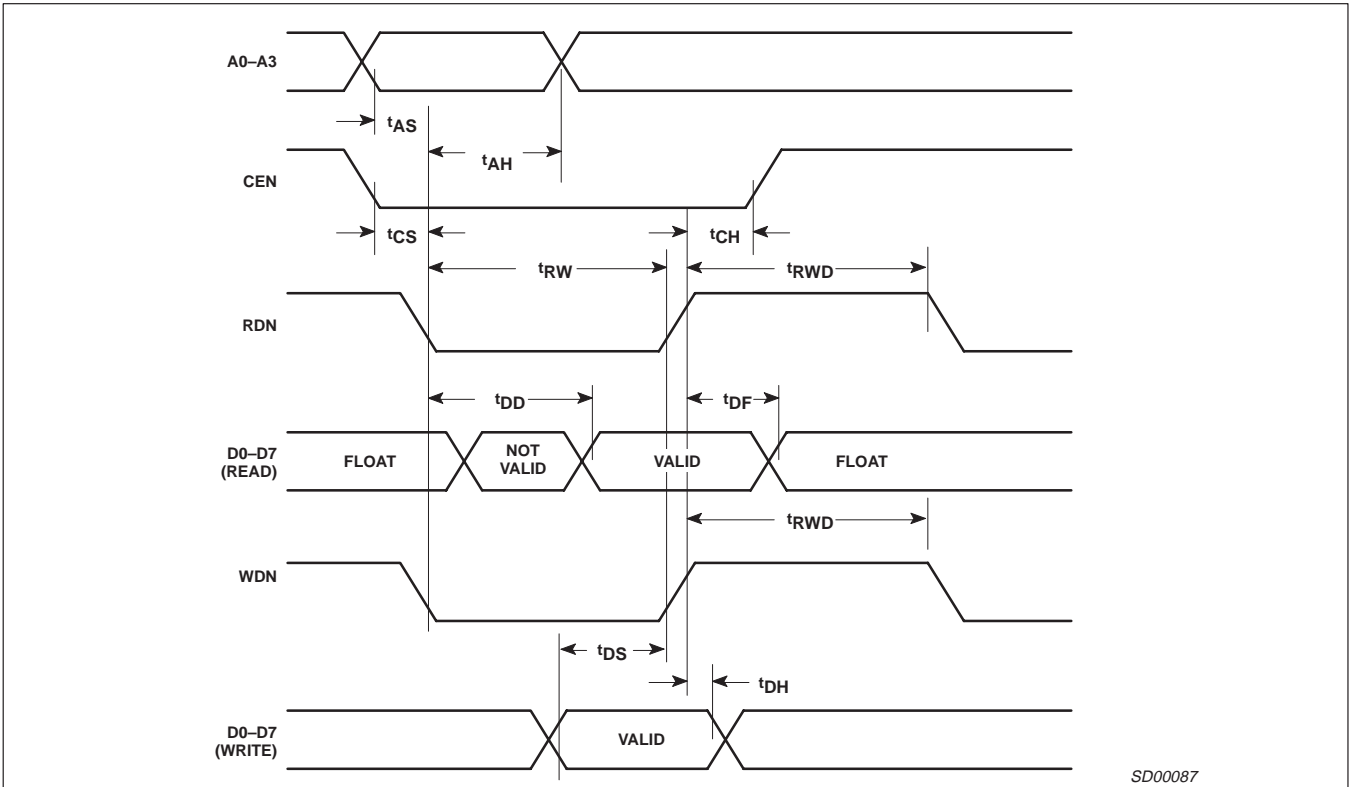 A0–A3
tAS
tAH
CEN
tCS
tCH
tRW
tRWD
RDN
tDD
tDF
D0–D7
(READ)
FLOAT
NOT
VALID
VALID
FLOAT
tRWD
WDN
tDS
tDH
D0–D7
(WRITE)
VALID
SD00087